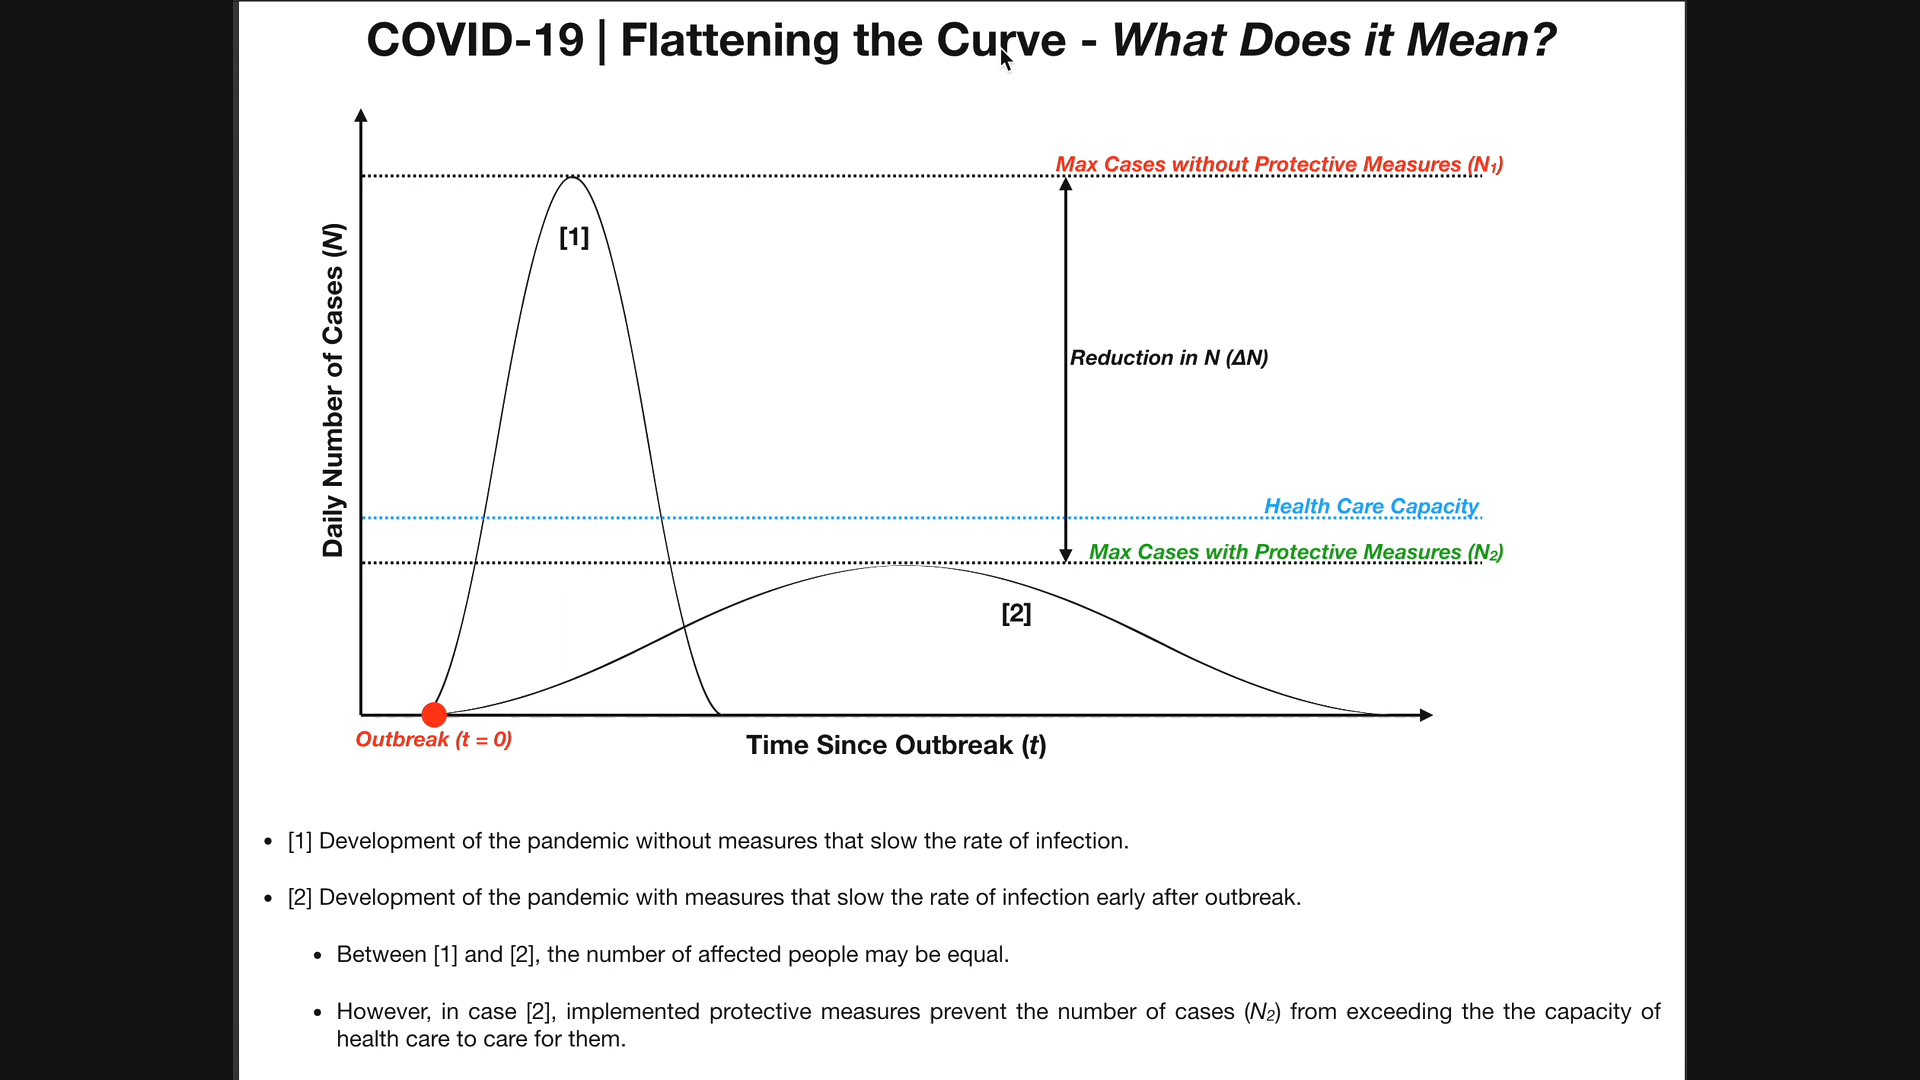 COVID-19 | Flattening the Curve - What Does it Mean?
Max Cases without Protective Measures (N₁)
[1]
Daily Number of Cases (N)
Reduction in N (ΔN)
Health Care Capacity
Max Cases with Protective Measures (N₂)
[2]
Outbreak (t = 0)
Time Since Outbreak (t)
• [1] Development of the pandemic without measures that slow the rate of infection.
• [2] Development of the pandemic with measures that slow the rate of infection early after outbreak.
• Between [1] and [2], the number of affected people may be equal.
• However, in case [2], implemented protective measures prevent the number of cases (N₂) from exceeding the the capacity of
health care to care for them.